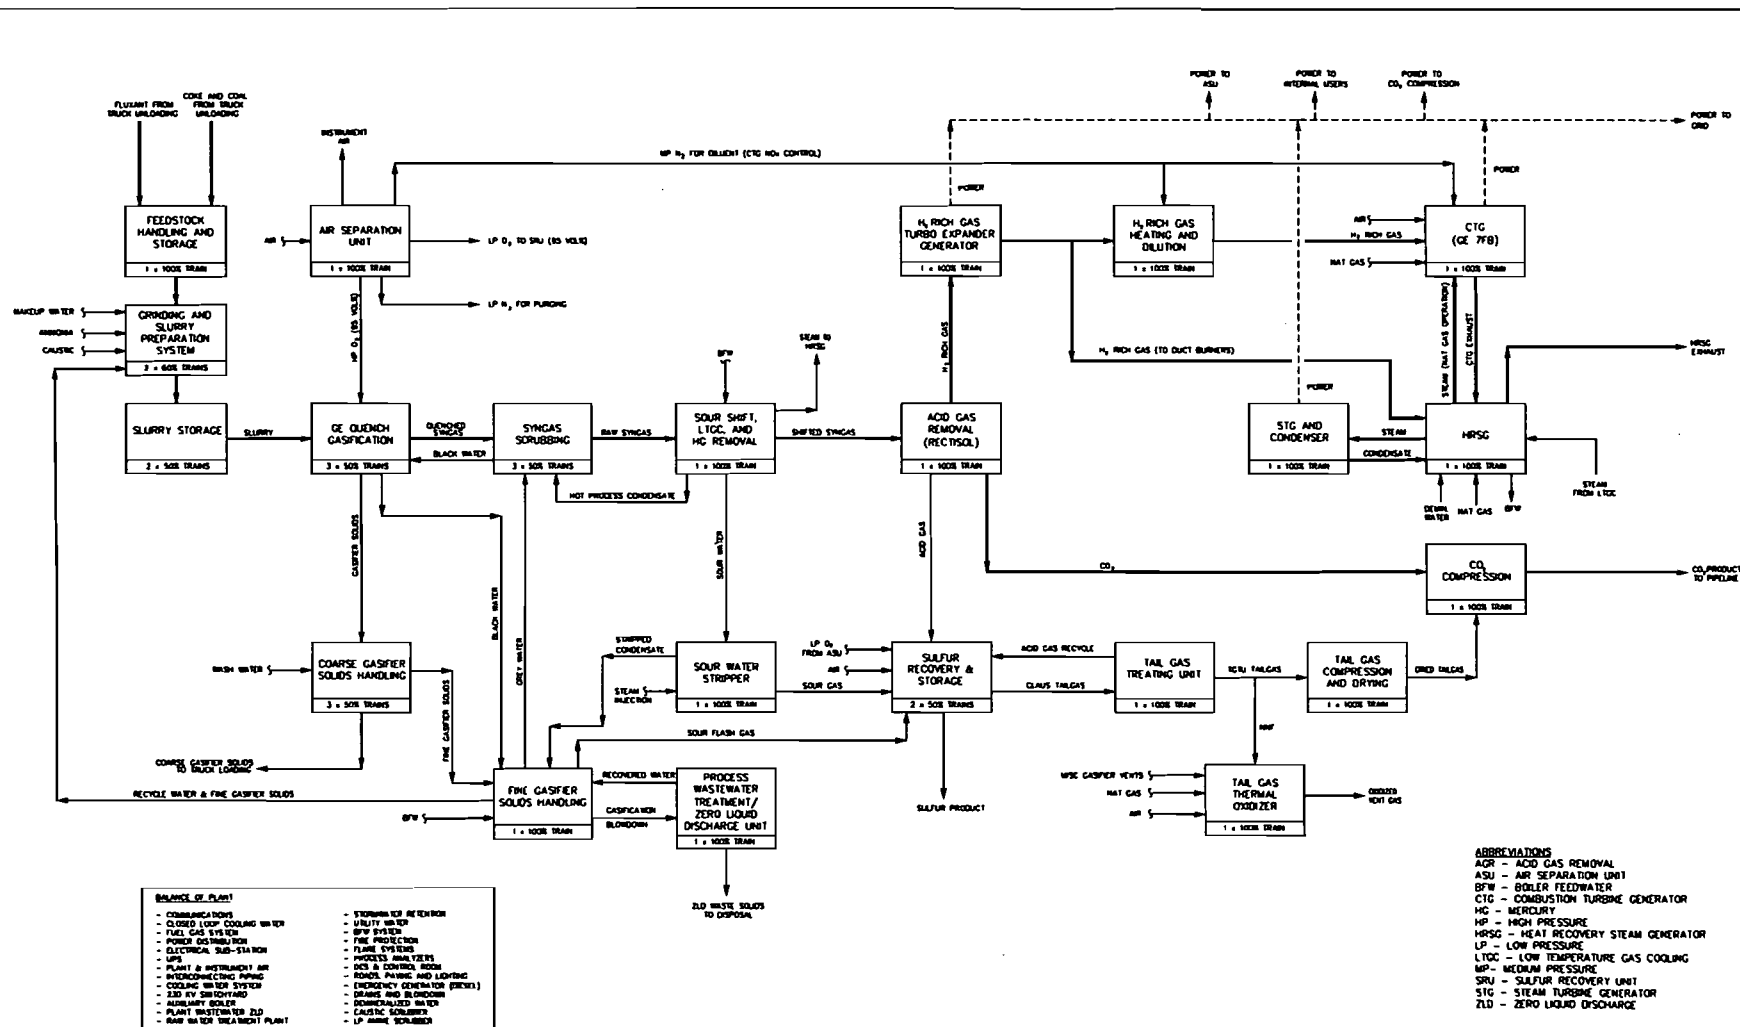 FLUXANT FROM
TRUCK UNLOADING
COKE AND COAL
FROM TRUCK
UNLOADING
INSTRUMENT
AIR
POWER TO
ASU
POWER TO
INTERNAL USERS
POWER TO
CO₂ COMPRESSION
POWER TO
GRID
MP N₂ FOR DILUENT (CTG NOx CONTROL)
POWER
POWER
FEEDSTOCK
HANDLING AND
STORAGE
1 x 100% TRAIN
AIR
AIR SEPARATION
UNIT
1 x 100% TRAIN
LP O₂ TO SRU (95 VOL%)
LP N₂ FOR PURGING
HP O₂ (95 VOL%)
H₂ RICH GAS
TURBO EXPANDER
GENERATOR
1 x 100% TRAIN
H₂ RICH GAS
HEATING AND
DILUTION
1 x 100% TRAIN
AIR
H₂ RICH GAS
NAT GAS
CTG
(GE 7FB)
1 x 100% TRAIN
MAKEUP WATER
AMMONIA
CAUSTIC
GRINDING AND
SLURRY
PREPARATION
SYSTEM
2 x 60% TRAINS
STEAM TO
HRSG
BFW
H₂ RICH GAS
H₂ RICH GAS (TO DUCT BURNERS)
POWER
STEAM (NAT GAS OPERATION)
CTG EXHAUST
HRSG
EXHAUST
SLURRY STORAGE
2 x 50% TRAINS
SLURRY
GE QUENCH
GASIFICATION
3 x 50% TRAINS
QUENCHED
SYNGAS
BLACK WATER
SYNGAS
SCRUBBING
3 x 50% TRAINS
RAW SYNGAS
SOUR SHIFT,
LTGC, AND
HG REMOVAL
1 x 100% TRAIN
SHIFTED SYNGAS
ACID GAS
REMOVAL
(RECTISOL)
1 x 100% TRAIN
STG AND
CONDENSER
1 x 100% TRAIN
STEAM
CONDENSATE
HRSG
1 x 100% TRAIN
STEAM
FROM LTGC
HOT PROCESS CONDENSATE
DEMIN
WATER
NAT GAS
BFW
GASIFIER SOLIDS
BLACK WATER
GREY WATER
SOUR WATER
ACID GAS
CO₂
CO₂
COMPRESSION
1 x 100% TRAIN
CO₂ PRODUCT
TO PIPELINE
WASH WATER
COARSE GASIFIER
SOLIDS HANDLING
3 x 50% TRAINS
FINE GASIFIER SOLIDS
STRIPPED
CONDENSATE
STEAM
INJECTION
SOUR WATER
STRIPPER
1 x 100% TRAIN
SOUR GAS
LP O₂
FROM ASU
AIR
SULFUR
RECOVERY &
STORAGE
2 x 50% TRAINS
ACID GAS RECYCLE
CLAUS TAILGAS
TAIL GAS
TREATING UNIT
1 x 100% TRAIN
TGTU TAILGAS
TAIL GAS
COMPRESSION
AND DRYING
1 x 100% TRAIN
DRIED TAILGAS
NNF
SOUR FLASH GAS
COARSE GASIFIER SOLIDS
TO TRUCK LOADING
RECYCLE WATER & FINE GASIFIER SOLIDS
BFW
FINE GASIFIER
SOLIDS HANDLING
1 x 100% TRAIN
RECOVERED WATER
GASIFICATION
BLOWDOWN
PROCESS
WASTEWATER
TREATMENT/
ZERO LIQUID
DISCHARGE UNIT
1 x 100% TRAIN
SULFUR PRODUCT
MISC GASIFIER VENTS
NAT GAS
AIR
TAIL GAS
THERMAL
OXIDIZER
1 x 100% TRAIN
OXIDIZED
VENT GAS
ZLD WASTE SOLIDS
TO DISPOSAL
BALANCE OF PLANT
- COMMUNICATIONS
- CLOSED LOOP COOLING WATER
- FUEL GAS SYSTEM
- POWER DISTRIBUTION
- ELECTRICAL SUB-STATION
- UPS
- PLANT & INSTRUMENT AIR
- INTERCONNECTING PIPING
- COOLING WATER SYSTEM
- 230 KV SWITCHYARD
- AUXILIARY BOILER
- PLANT WASTEWATER ZLD
- RAW WATER TREATMENT PLANT
- STORMWATER RETENTION
- UTILITY WATER
- BFW SYSTEM
- FIRE PROTECTION
- FLARE SYSTEMS
- PROCESS ANALYZERS
- DCS & CONTROL ROOM
- ROADS, PAVING AND LIGHTING
- EMERGENCY GENERATOR (DIESEL)
- DRAINS AND BLOWDOWN
- DEMINERALIZED WATER
- CAUSTIC SCRUBBER
- LP AMINE SCRUBBER
ABBREVIATIONS
AGR - ACID GAS REMOVAL
ASU - AIR SEPARATION UNIT
BFW - BOILER FEEDWATER
CTG - COMBUSTION TURBINE GENERATOR
HG - MERCURY
HP - HIGH PRESSURE
HRSG - HEAT RECOVERY STEAM GENERATOR
LP - LOW PRESSURE
LTGC - LOW TEMPERATURE GAS COOLING
MP- MEDIUM PRESSURE
SRU - SULFUR RECOVERY UNIT
STG - STEAM TURBINE GENERATOR
ZLD - ZERO LIQUID DISCHARGE